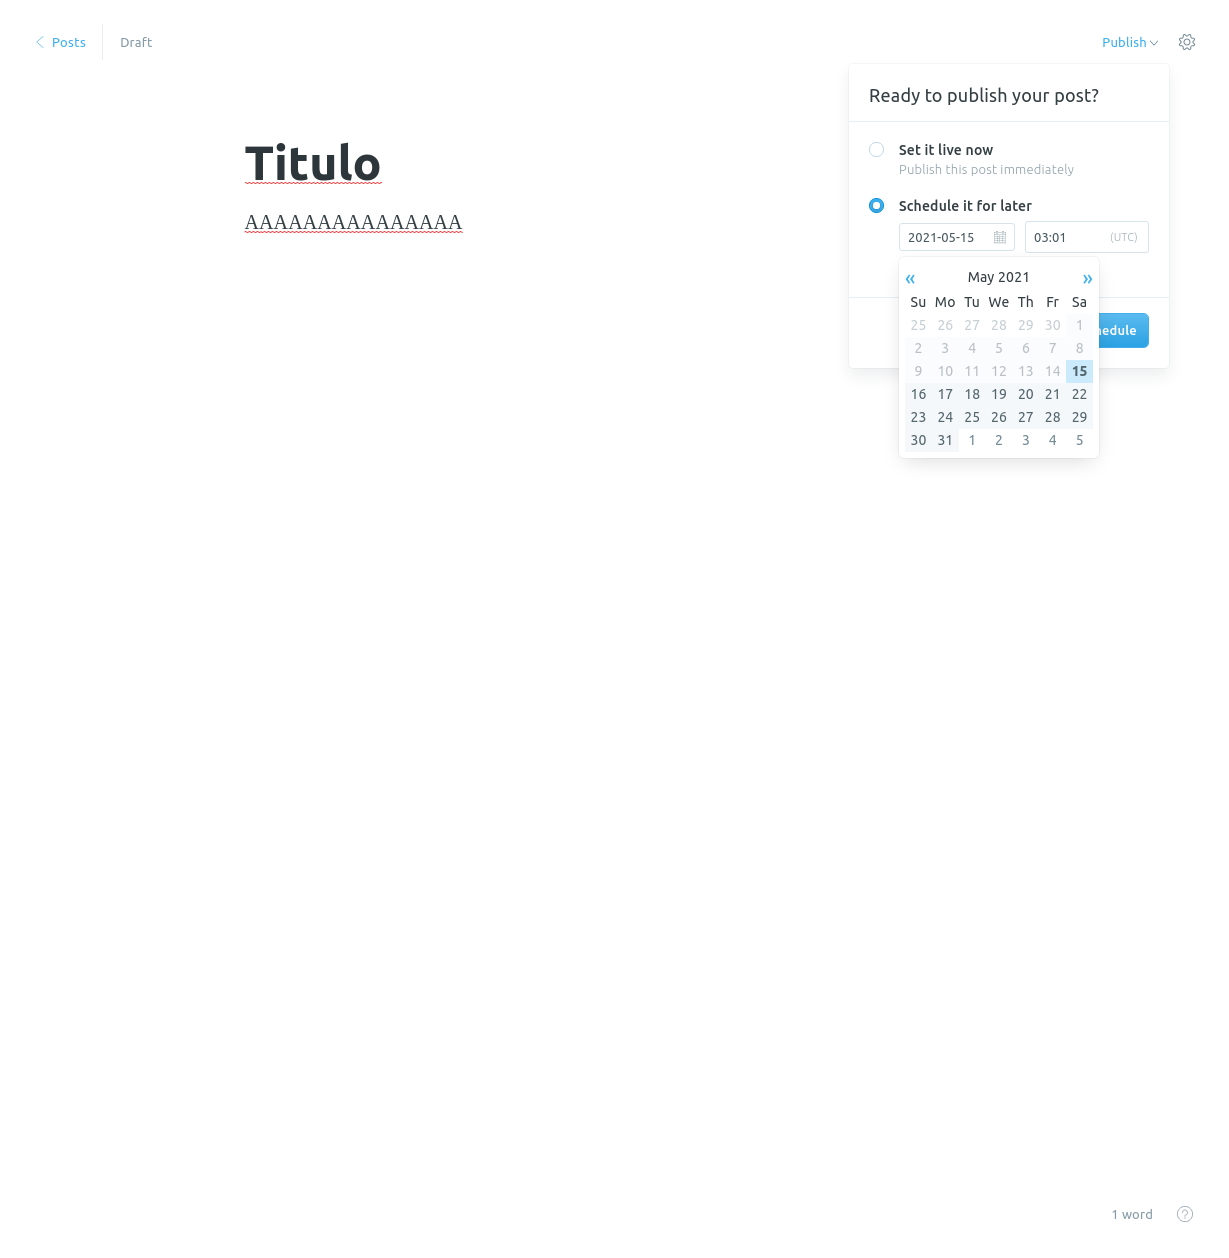 Posts
Draft
Publish
Ready to publish your post?
Titulo
Set it live now
Publish this post immediately
Schedule it for later
AAAAAAAAAAAAAAA
2021-05-15
03:01
(UTC)
« May 2021 »
Su Mo Tu We Th Fr Sa
25 26 27 28 29 30 1
2 3 4 5 6 7 8
9 10 11 12 13 14 15
16 17 18 19 20 21 22
23 24 25 26 27 28 29
30 31 1 2 3 4 5
hedule
1 word